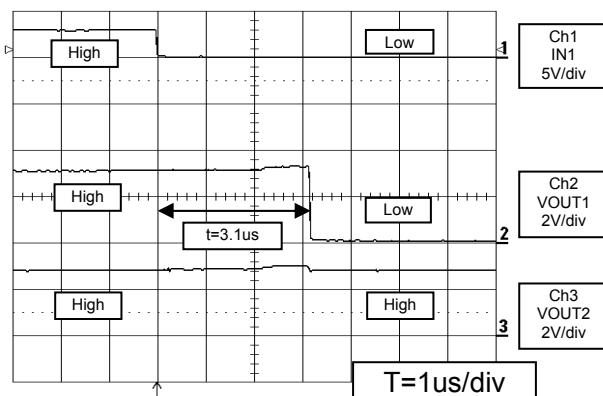 High
Low
1
Ch1
IN1
5V/div
High
Low
2
t=3.1us
Ch2
VOUT1
2V/div
High
High
3
Ch3
VOUT2
2V/div
T=1us/div